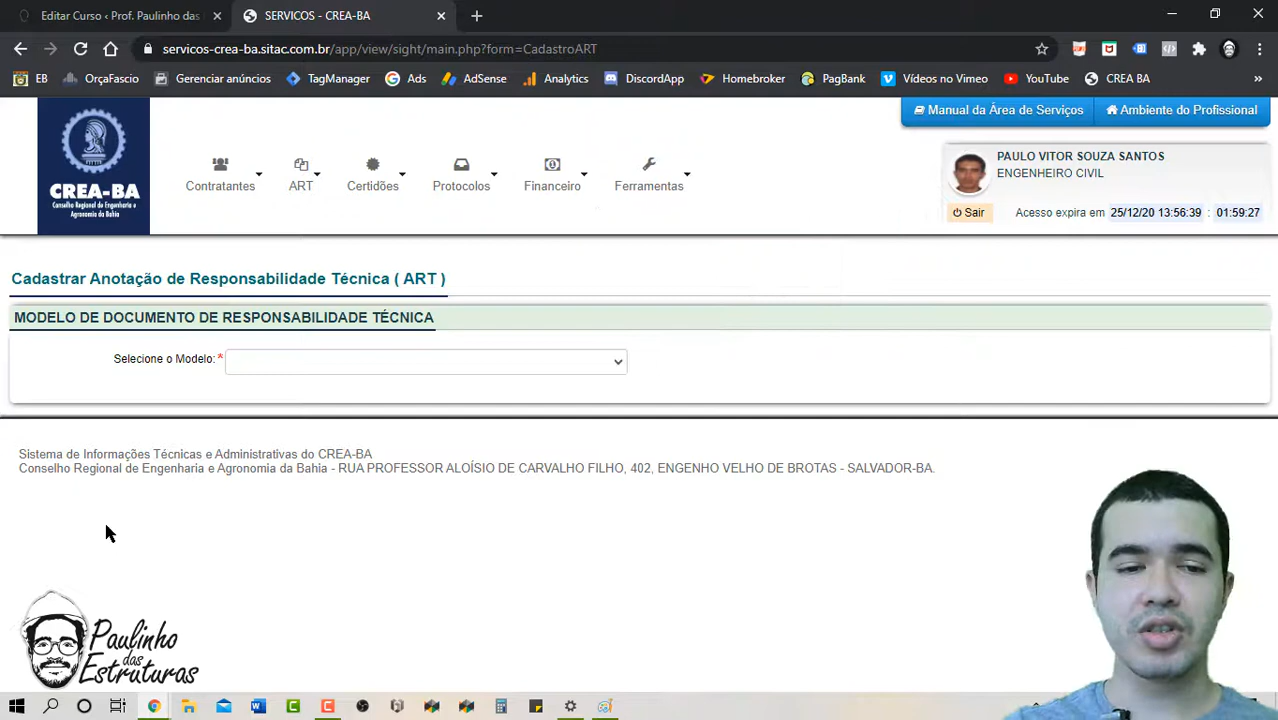 Editar Curso ‹ Prof. Paulinho das
SERVICOS - CREA-BA
servicos-crea-ba.sitac.com.br/app/view/sight/main.php?form=CadastroART
EB
OrçaFascio
Gerenciar anúncios
TagManager
Ads
AdSense
Analytics
DiscordApp
Homebroker
PagBank
Vídeos no Vimeo
YouTube
CREA BA
»
Manual da Área de Serviços
Ambiente do Profissional
CREA-BA
Conselho Regional de Engenharia e
Agronomia da Bahia
Contratantes
ART
Certidões
Protocolos
Financeiro
Ferramentas
PAULO VITOR SOUZA SANTOS
ENGENHEIRO CIVIL
Sair
Acesso expira em 25/12/20 13:56:39 : 01:59:27
Cadastrar Anotação de Responsabilidade Técnica ( ART )
MODELO DE DOCUMENTO DE RESPONSABILIDADE TÉCNICA
Selecione o Modelo: *
Sistema de Informações Técnicas e Administrativas do CREA-BA
Conselho Regional de Engenharia e Agronomia da Bahia - RUA PROFESSOR ALOÍSIO DE CARVALHO FILHO, 402, ENGENHO VELHO DE BROTAS - SALVADOR-BA.
Paulinho
das
Estruturas